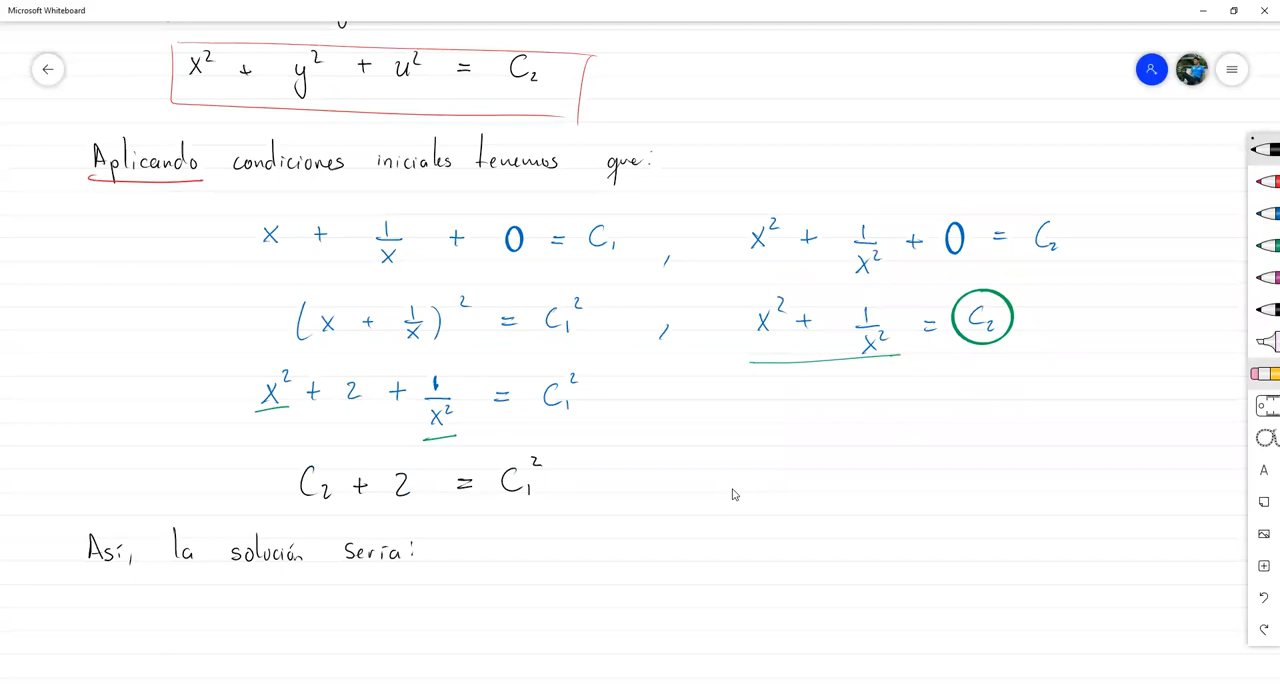 Microsoft Whiteboard
x² + y² + u² = C₂
Aplicando condiciones iniciales tenemos que:
x + 1/x + 0 = C₁ , x² + 1/x² + 0 = C₂
(x + 1/x)² = C₁² , x² + 1/x² = C₂
x² + 2 + 1/x² = C₁²
C₂ + 2 = C₁²
Así, la solución sería: